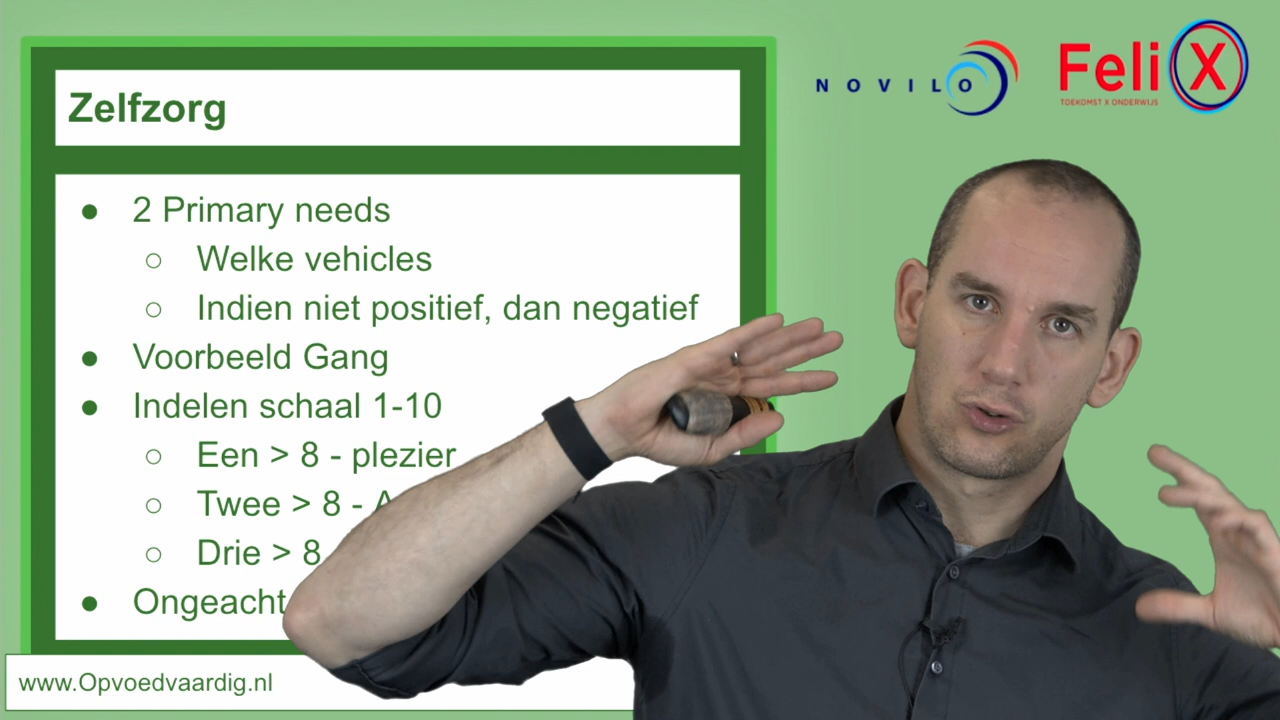 NOVILO
FeliX
TOEKOMST X ONDERWIJS
Zelfzorg
● 2 Primary needs
○ Welke vehicles
○ Indien niet positief, dan negatief
● Voorbeeld Gang
● Indelen schaal 1-10
○ Een > 8 - plezier
○ Twee > 8 -
○ Drie > 8
● Ongeacht
www.Opvoedvaardig.nl